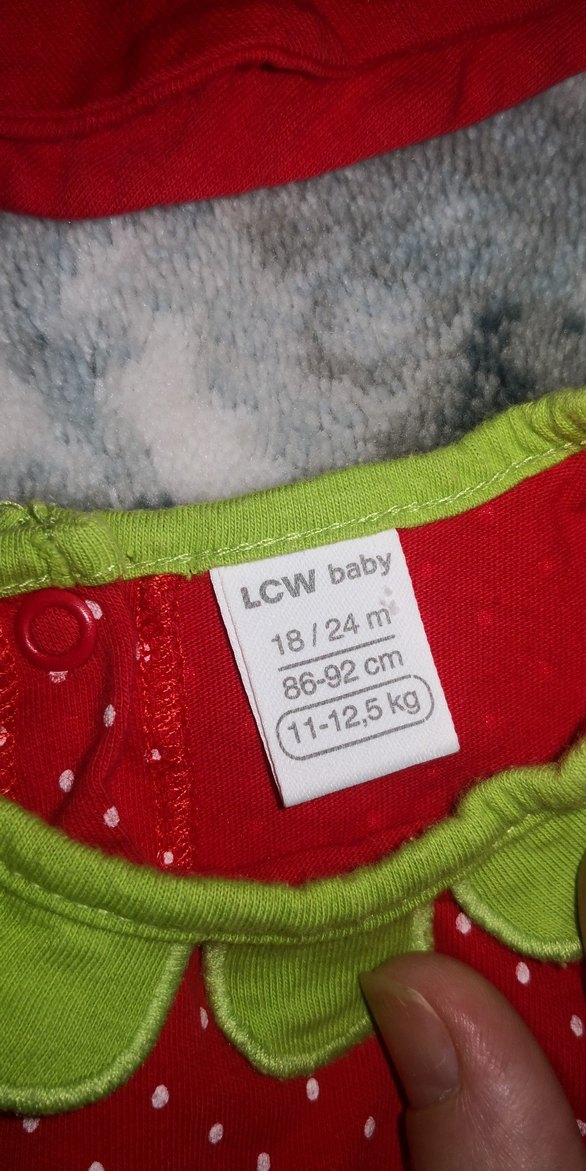 LCW baby
18 / 24 m
86-92 cm
11-12,5 kg